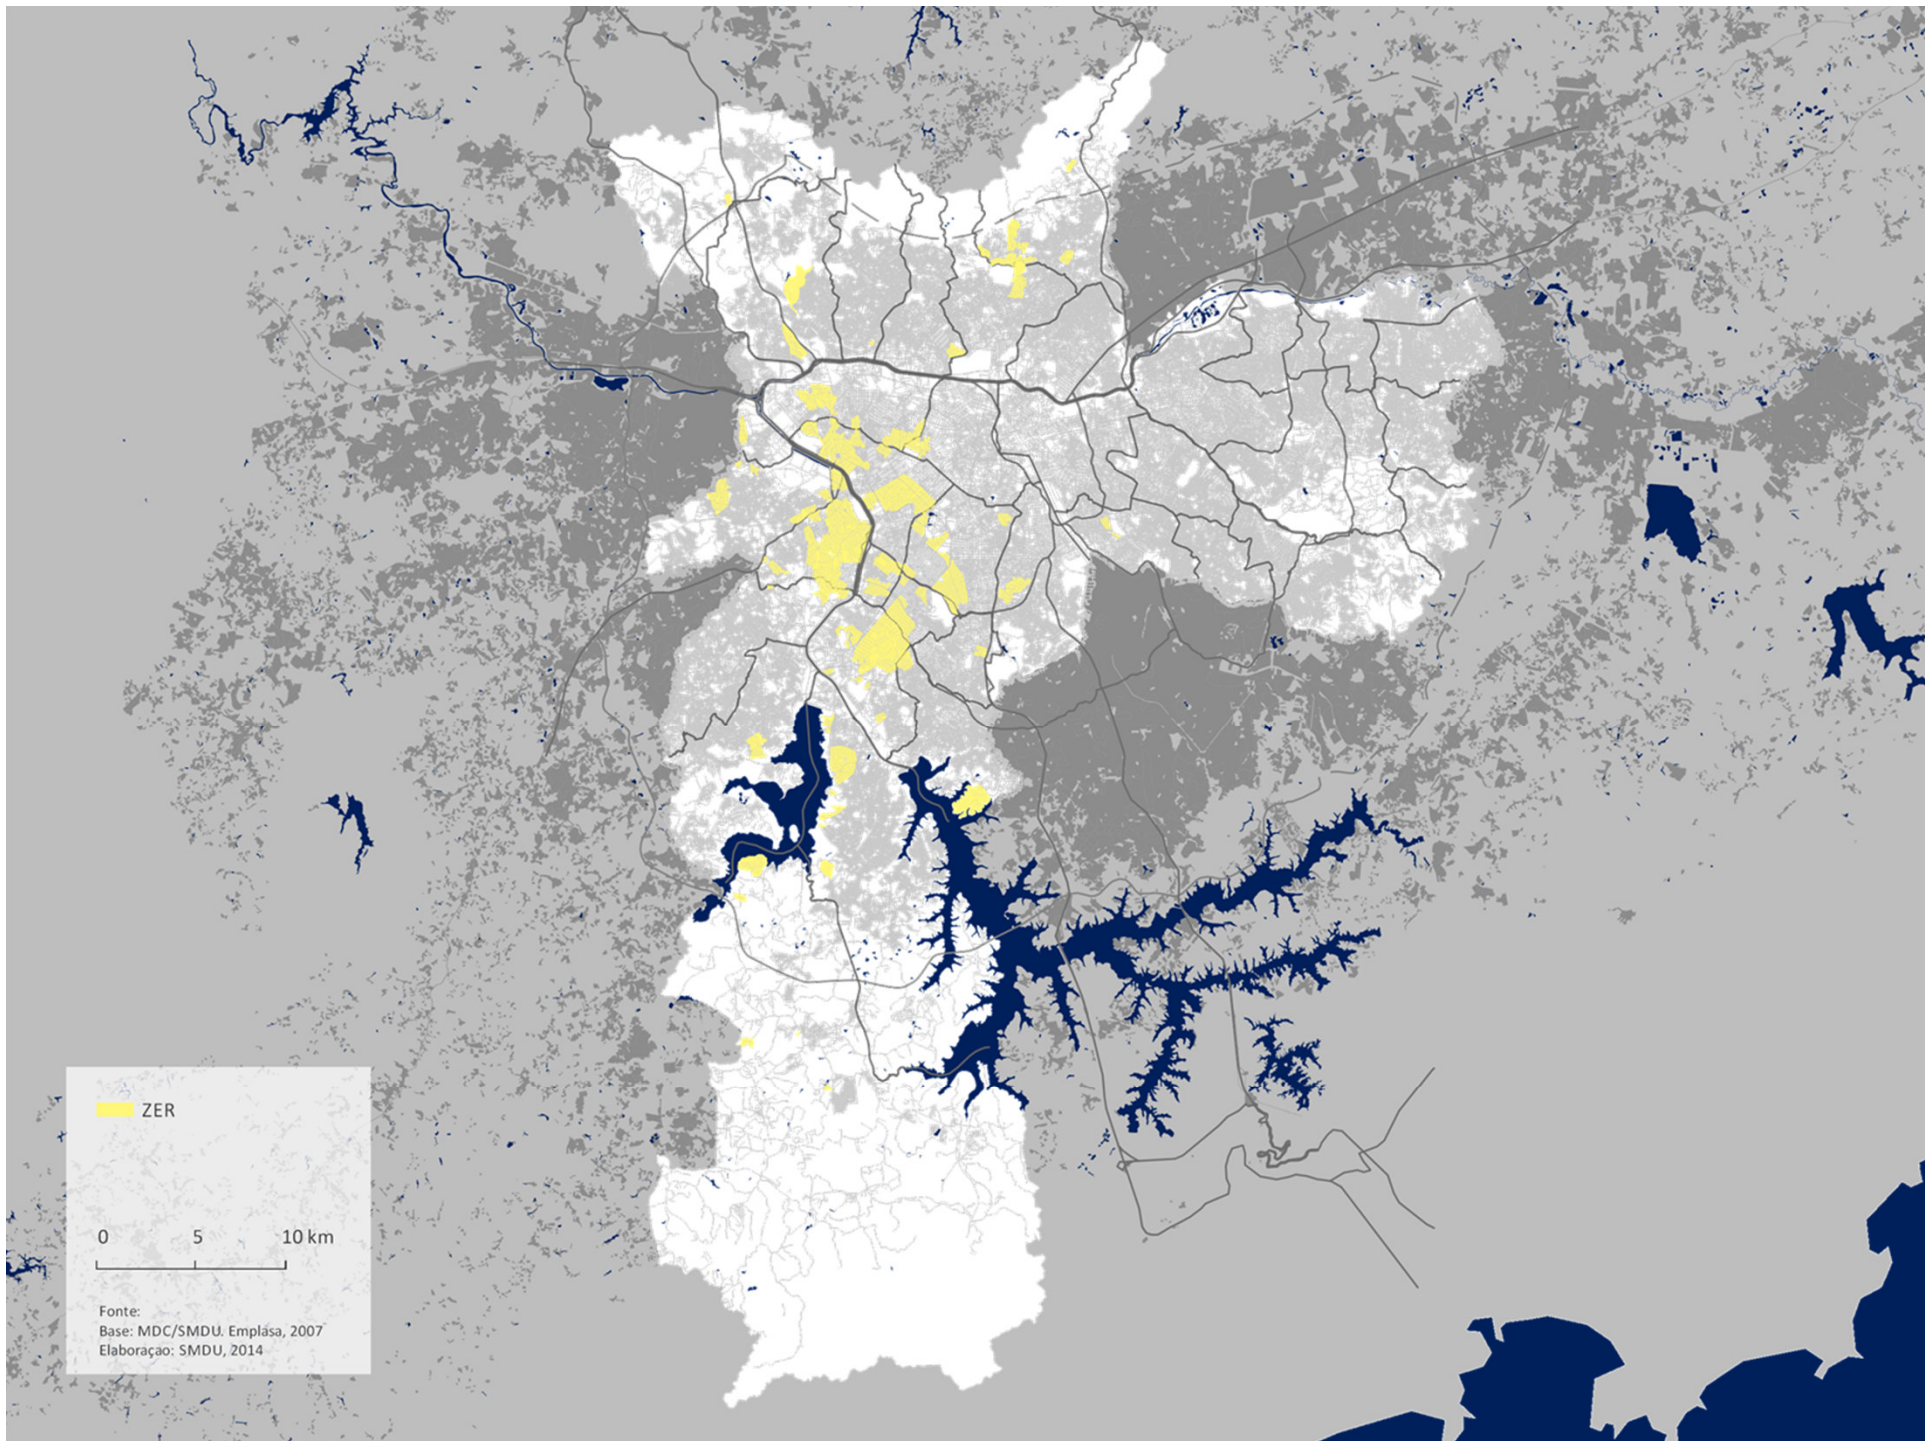 ZER
0 5 10 km
Fonte:
Base: MDC/SMDU. Emplasa, 2007
Elaboraçao: SMDU, 2014